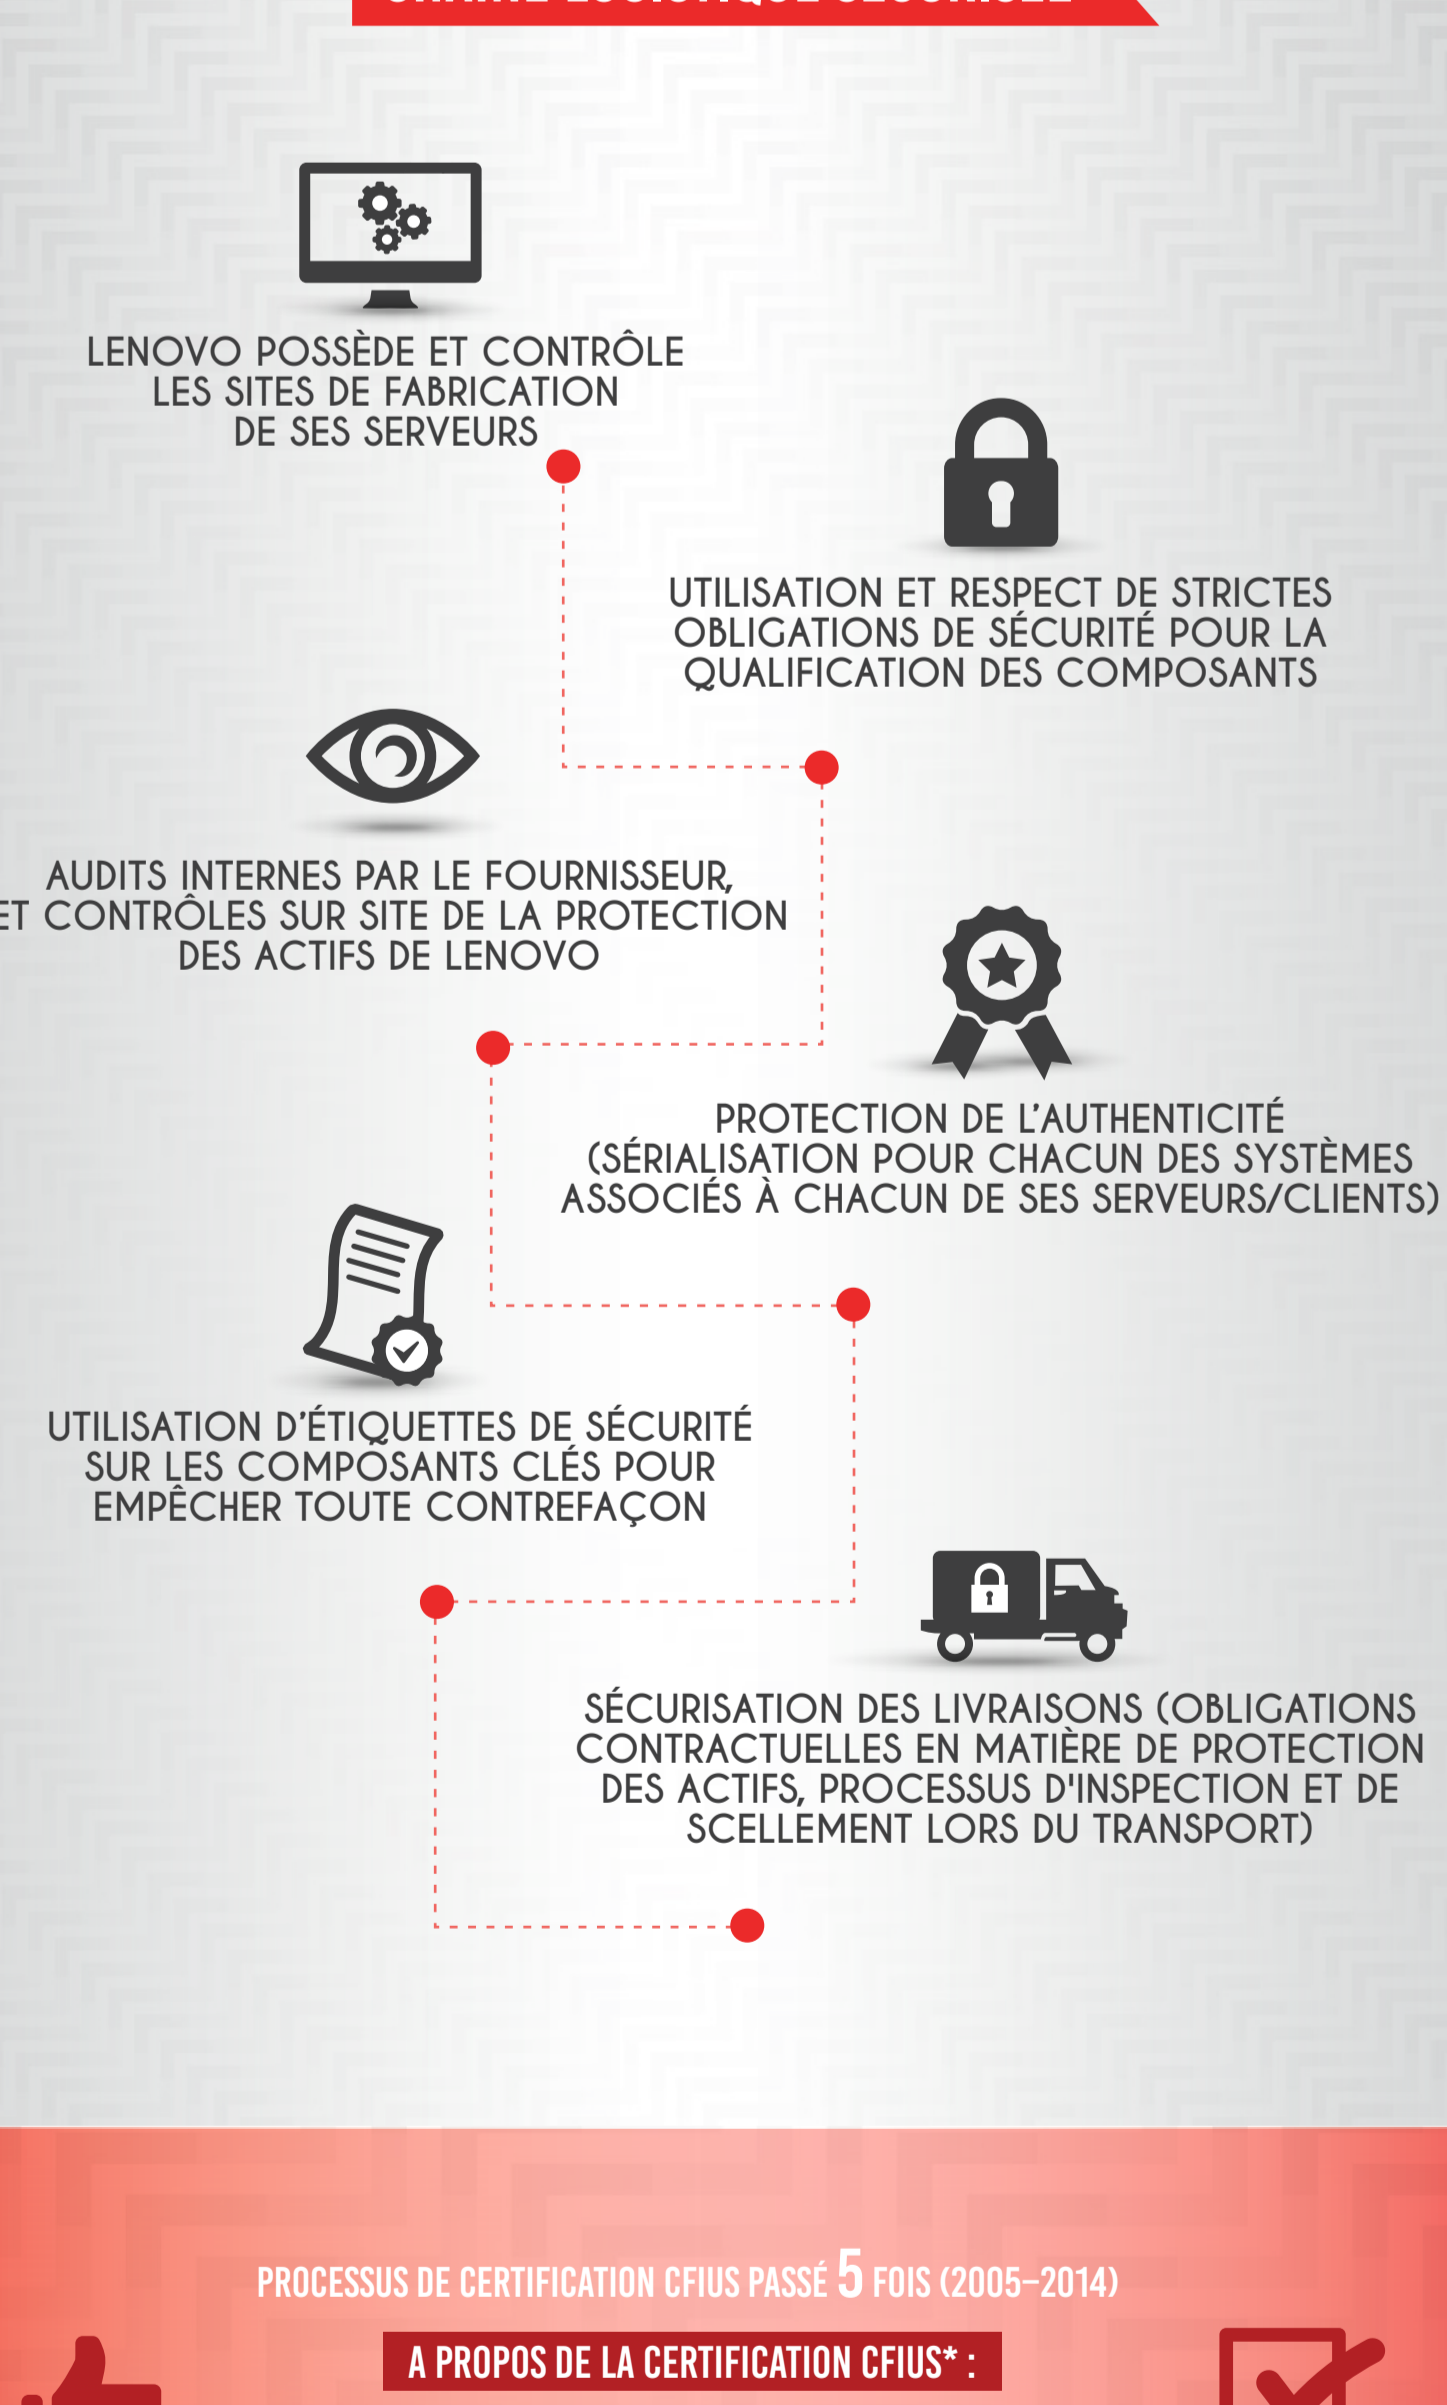 LENOVO POSSÈDE ET CONTRÔLE
LES SITES DE FABRICATION
DE SES SERVEURS
UTILISATION ET RESPECT DE STRICTES
OBLIGATIONS DE SÉCURITÉ POUR LA
QUALIFICATION DES COMPOSANTS
AUDITS INTERNES PAR LE FOURNISSEUR,
ET CONTRÔLES SUR SITE DE LA PROTECTION
DES ACTIFS DE LENOVO
PROTECTION DE L’AUTHENTICITÉ
(SÉRIALISATION POUR CHACUN DES SYSTÈMES
ASSOCIÉS À CHACUN DE SES SERVEURS/CLIENTS)
UTILISATION D’ÉTIQUETTES DE SÉCURITÉ
SUR LES COMPOSANTS CLÉS POUR
EMPÊCHER TOUTE CONTREFAÇON
SÉCURISATION DES LIVRAISONS (OBLIGATIONS
CONTRACTUELLES EN MATIÈRE DE PROTECTION
DES ACTIFS, PROCESSUS D'INSPECTION ET DE
SCELLEMENT LORS DU TRANSPORT)
PROCESSUS DE CERTIFICATION CFIUS PASSÉ 5 FOIS (2005–2014)
A PROPOS DE LA CERTIFICATION CFIUS* :